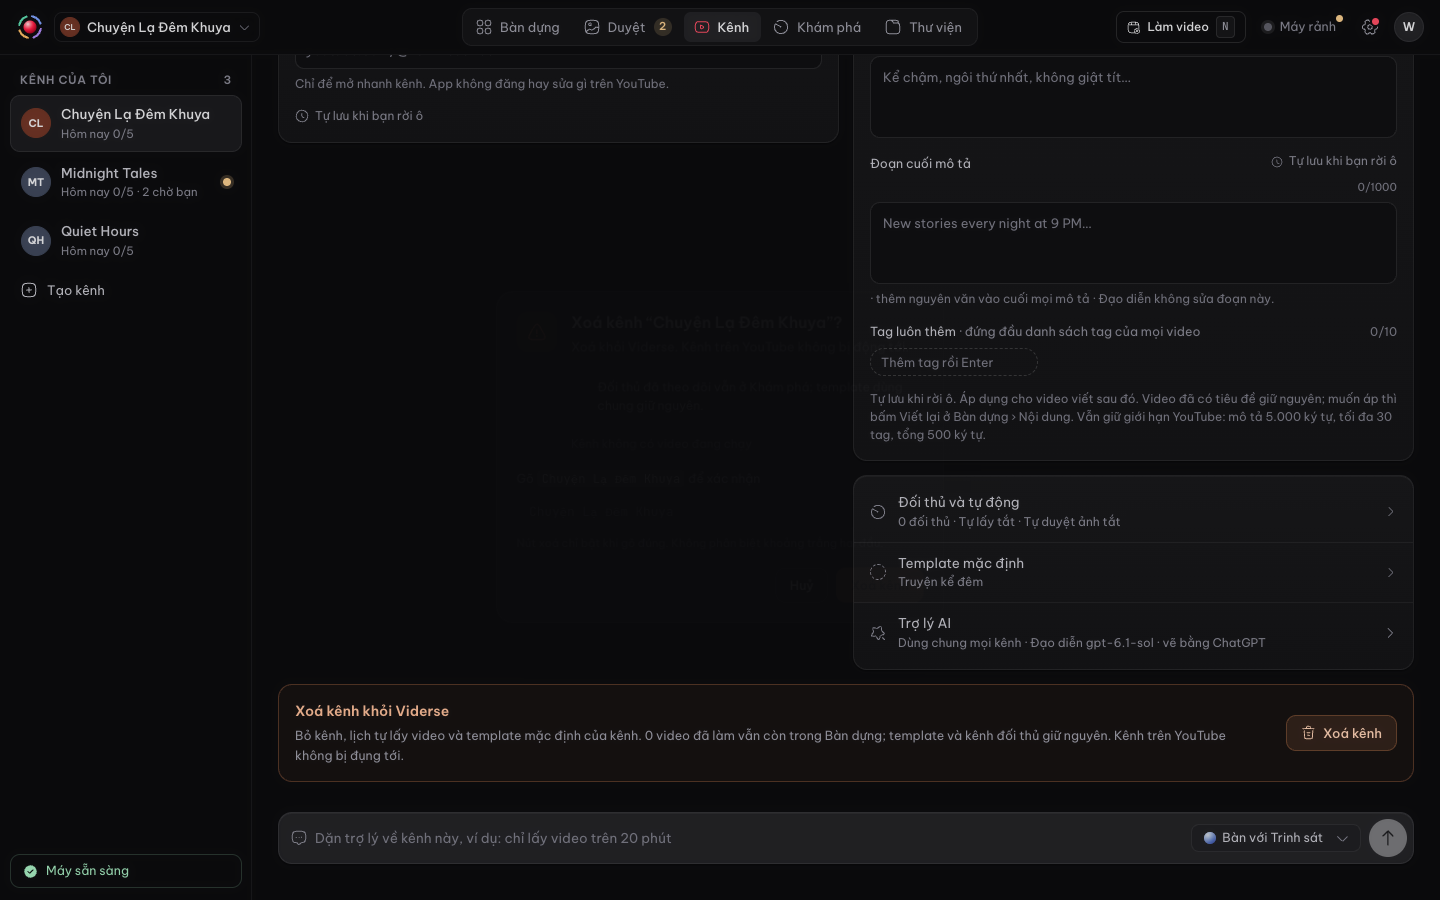 CL Chuyện Lạ Đêm Khuya
Bàn dựng
Duyệt 2
Kênh
Khám phá
Thư viện
Làm video N
Máy rảnh
W
KÊNH CỦA TÔI 3
CL
Chuyện Lạ Đêm Khuya
Hôm nay 0/5
MT
Midnight Tales
Hôm nay 0/5 · 2 chờ bạn
QH
Quiet Hours
Hôm nay 0/5
Tạo kênh
Máy sẵn sàng
Chỉ để mở nhanh kênh. App không đăng hay sửa gì trên YouTube.
Tự lưu khi bạn rời ô
Kể chậm, ngôi thứ nhất, không giật tít…
Đoạn cuối mô tả
Tự lưu khi bạn rời ô
0/1000
New stories every night at 9 PM…
· thêm nguyên văn vào cuối mọi mô tả · Đạo diễn không sửa đoạn này.
Tag luôn thêm · đứng đầu danh sách tag của mọi video 0/10
Thêm tag rồi Enter
Tự lưu khi rời ô. Áp dụng cho video viết sau đó. Video đã có tiêu đề giữ nguyên; muốn áp thì
bấm Viết lại ở Bàn dựng › Nội dung. Vẫn giữ giới hạn YouTube: mô tả 5.000 ký tự, tối đa 30
tag, tổng 500 ký tự.
Xoá kênh "Chuyện Lạ Đêm Khuya"?
Huỷ
Đối thủ và tự động
0 đối thủ · Tự lấy tắt · Tự duyệt ảnh tắt
Template mặc định
Truyện kể đêm
Trợ lý AI
Dùng chung mọi kênh · Đạo diễn gpt-6.1-sol · vẽ bằng ChatGPT
Xoá kênh khỏi Viderse
Bỏ kênh, lịch tự lấy video và template mặc định của kênh. 0 video đã làm vẫn còn trong Bàn dựng; template và kênh đối thủ giữ nguyên. Kênh trên YouTube
không bị đụng tới.
Xoá kênh
Dặn trợ lý về kênh này, ví dụ: chỉ lấy video trên 20 phút
Bàn với Trinh sát